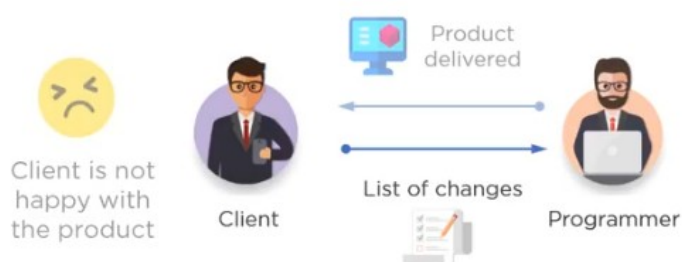 Product
delivered
Client is not
happy with
the product
Client
List of changes
Programmer